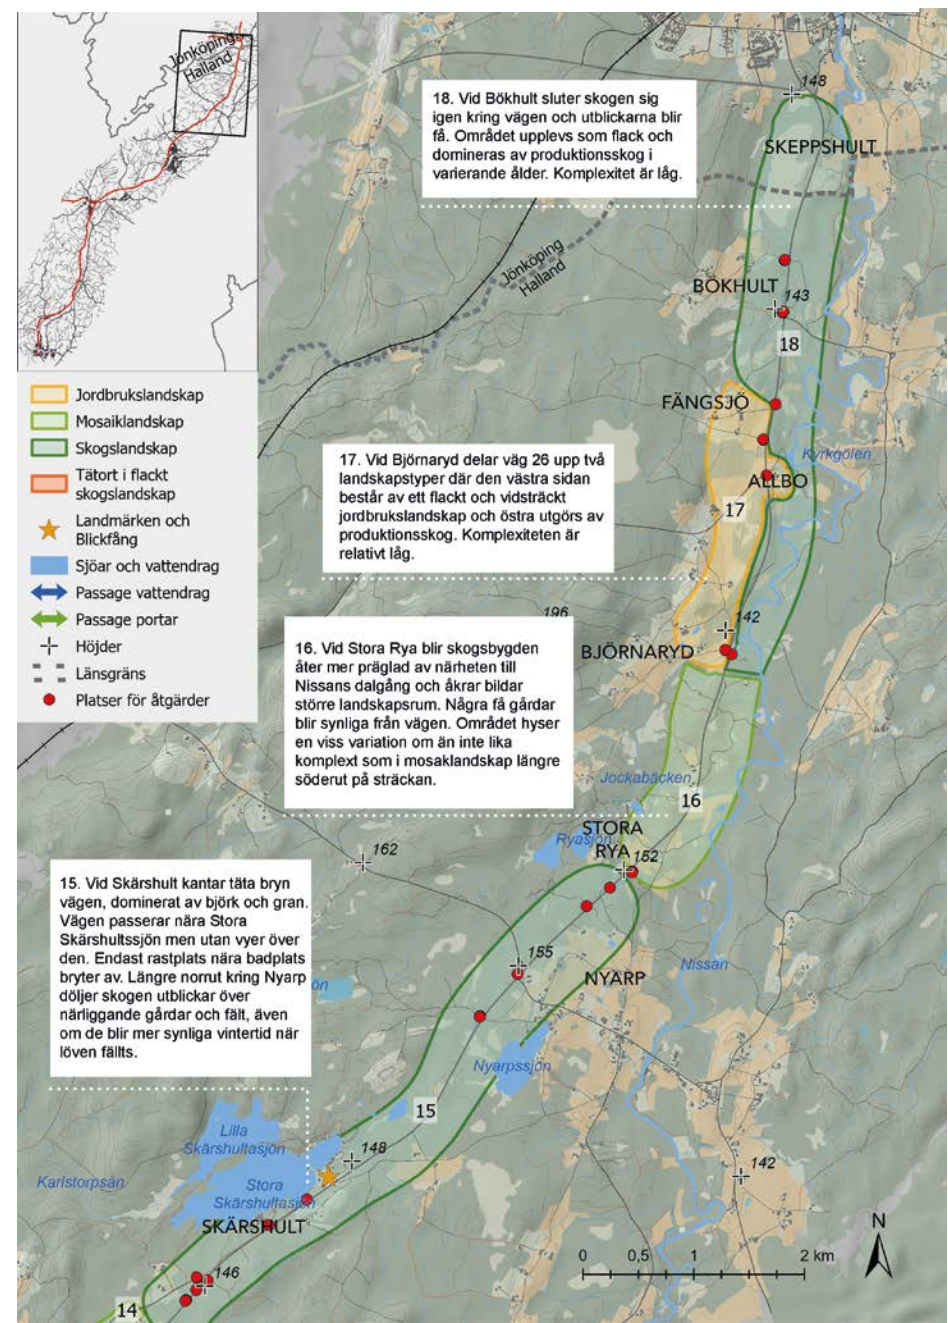 Jönköping
Halland
148
18. Vid Bökhult sluter skogen sig
igen kring vägen och utblickarna blir
få. Området upplevs som flack och
domineras av produktionsskog i
varierande ålder. Komplexitet är låg.
SKEPPSHULT
Jönköping
Halland
BÖKHULT
143
18
Jordbrukslandskap
Mosaiklandskap
Skogslandskap
Tätort i flackt
skogslandskap
Landmärken och
Blickfång
Sjöar och vattendrag
Passage vattendrag
Passage portar
Höjder
Länsgräns
Platser för åtgärder
FÄNGSJÖ
Kyrkgölen
ALLBO
17
17. Vid Björnaryd delar väg 26 upp två
landskapstyper där den västra sidan
består av ett flackt och vidsträckt
jordbrukslandskap och östra utgörs av
produktionsskog. Komplexiteten är
relativt låg.
196
142
BJÖRNARYD
16. Vid Stora Rya blir skogsbygden
åter mer präglad av närheten till
Nissans dalgång och åkrar bildar
större landskapsrum. Några få gårdar
blir synliga från vägen. Området hyser
en viss variation om än inte lika
komplext som i mosaklandskap längre
söderut på sträckan.
Jockabäcken
16
STORA
RYA
Ryasjön
152
162
15. Vid Skärshult kantar täta bryn
vägen, dominerat av björk och gran.
Vägen passerar nära Stora
Skärshultssjön men utan vyer över
den. Endast rastplats nära badplats
bryter av. Längre norrut kring Nyarp
döljer skogen utblickar över
närliggande gårdar och fält, även
om de blir mer synliga vintertid när
löven fällts.
ön
155
NYARP
Nissan
Nyarpssjön
15
Lilla
Skärshultasjön
148
142
Karlstorpsån
Stora
Skärshultasjön
SKÄRSHULT
146
14
N
0 0,5 1 2 km